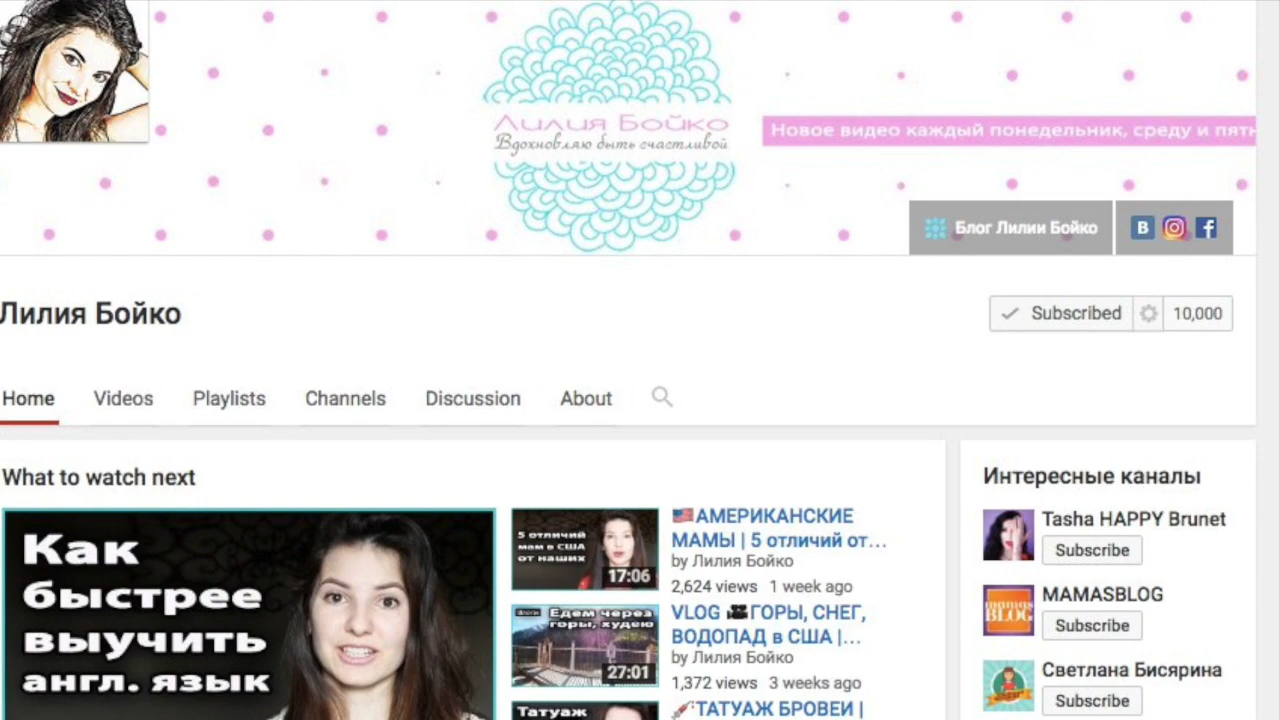 Лилия Бойко
Вдохновляю быть счастливой
Новое видео каждый понедельник, среду и пятн
Блог Лилии Бойко
Лилия Бойко
Subscribed 10,000
Home Videos Playlists Channels Discussion About
What to watch next
Как
быстрее
выучить
англ. язык
5 отличий
мам в США
от наших
17:06
АМЕРИКАНСКИЕ
МАМЫ | 5 отличий от…
by Лилия Бойко
2,624 views 1 week ago
Едем через
горы, худею
27:01
VLOG ГОРЫ, СНЕГ,
ВОДОПАД в США |…
by Лилия Бойко
1,372 views 3 weeks ago
Татуаж
ТАТУАЖ БРОВЕИ |
Интересные каналы
Tasha HAPPY Brunet
Subscribe
mamas
BLOG
MAMASBLOG
Subscribe
Светлана Бисярина
Subscribe